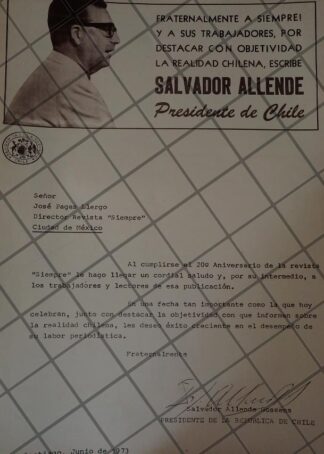 FRATERNALMENTE A SIEMPRE!
Y A SUS TRABAJADORES, POR
DESTACAR CON OBJETIVIDAD
LA REALIDAD CHILENA, ESCRIBE
SALVADOR ALLENDE
Presidente de Chile
Señor
José Pagés Llergo
Director Revista "Siempre"
Ciudad de México
Al cumplirse el 20º Aniversario de la revista
"Siempre" le hago llegar un cordial saludo y, por su intermedio, a
los trabajadores y lectores de esa publicación.
En una fecha tan importante como la que hoy
celebran, junto con destacar la objetividad con que informan sobre
la realidad chilena, les deseo éxito creciente en el desempeño de
su labor periodística.
Fraternalmente
Salvador Allende Gossens
PRESIDENTE DE LA REPUBLICA DE CHILE
Junio de 1973